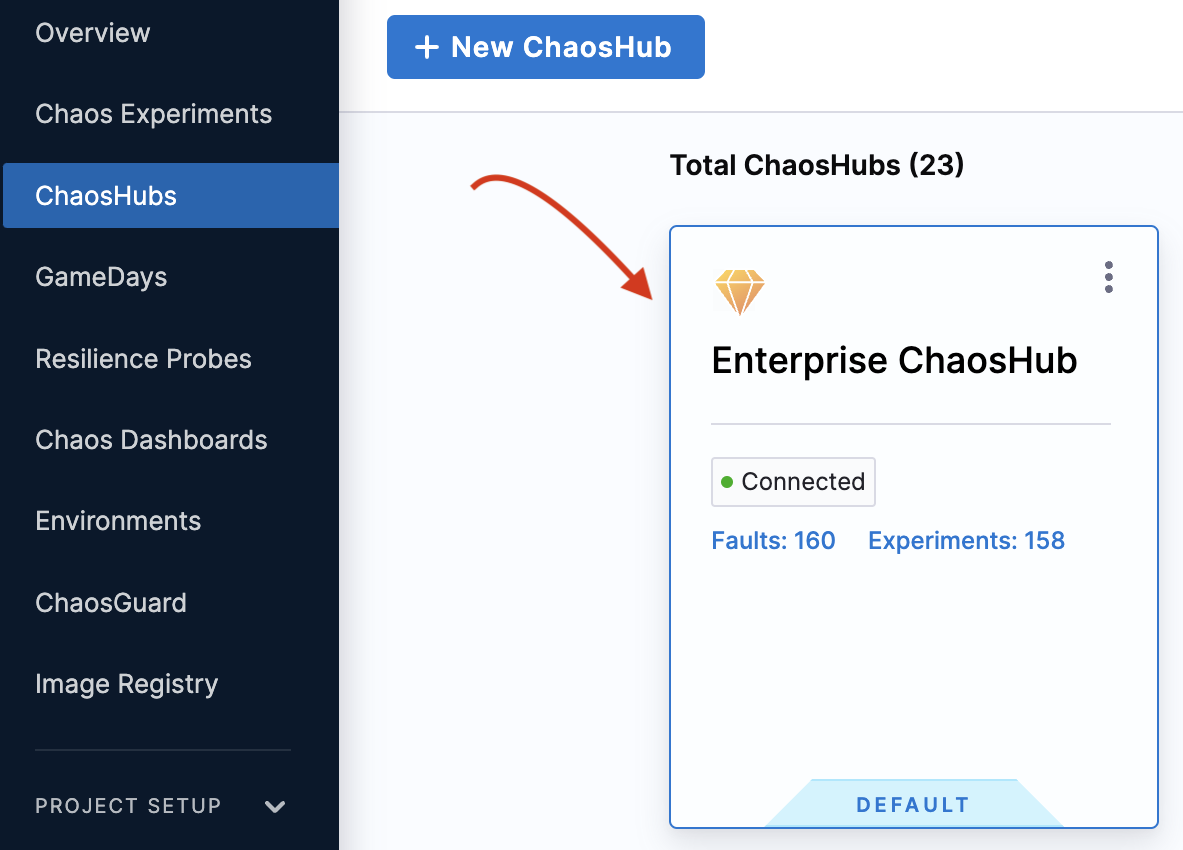 Overview
Chaos Experiments
ChaosHubs
GameDays
Resilience Probes
Chaos Dashboards
Environments
ChaosGuard
Image Registry
PROJECT SETUP
+ New ChaosHub
Total ChaosHubs (23)
Enterprise ChaosHub
Connected
Faults: 160 Experiments: 158
DEFAULT